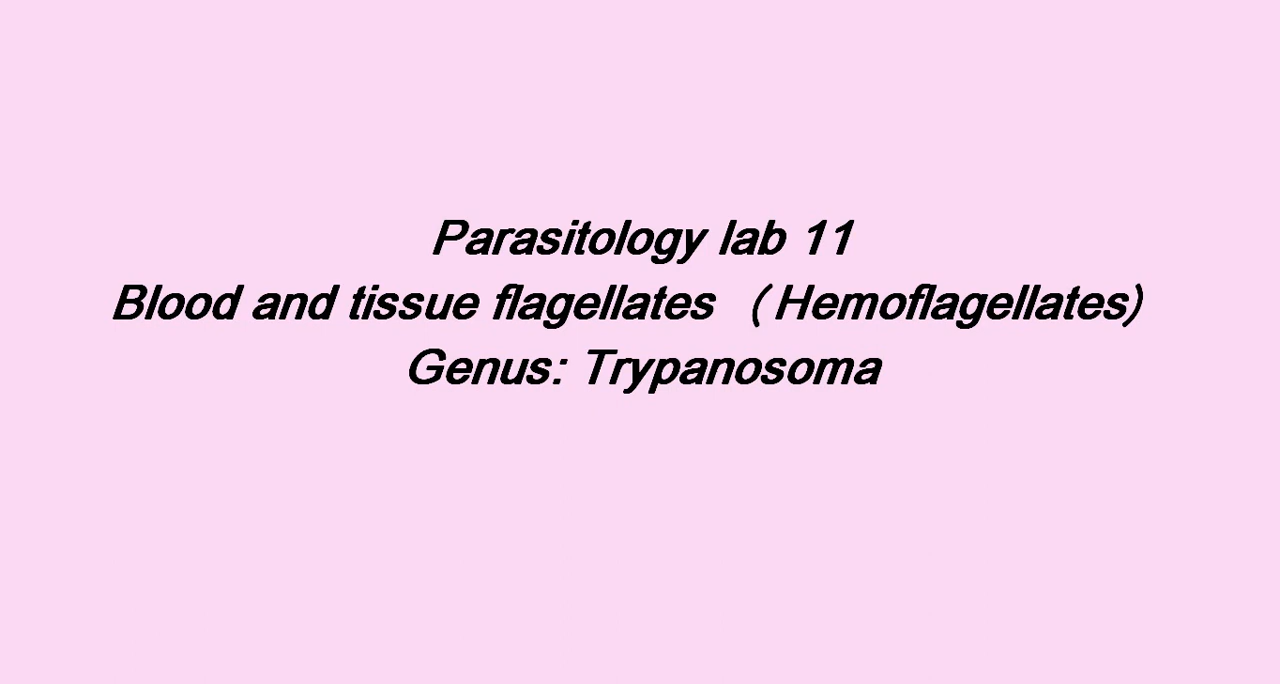 Parasitology lab 11
Blood and tissue flagellates (Hemoflagellates)
Genus: Trypanosoma